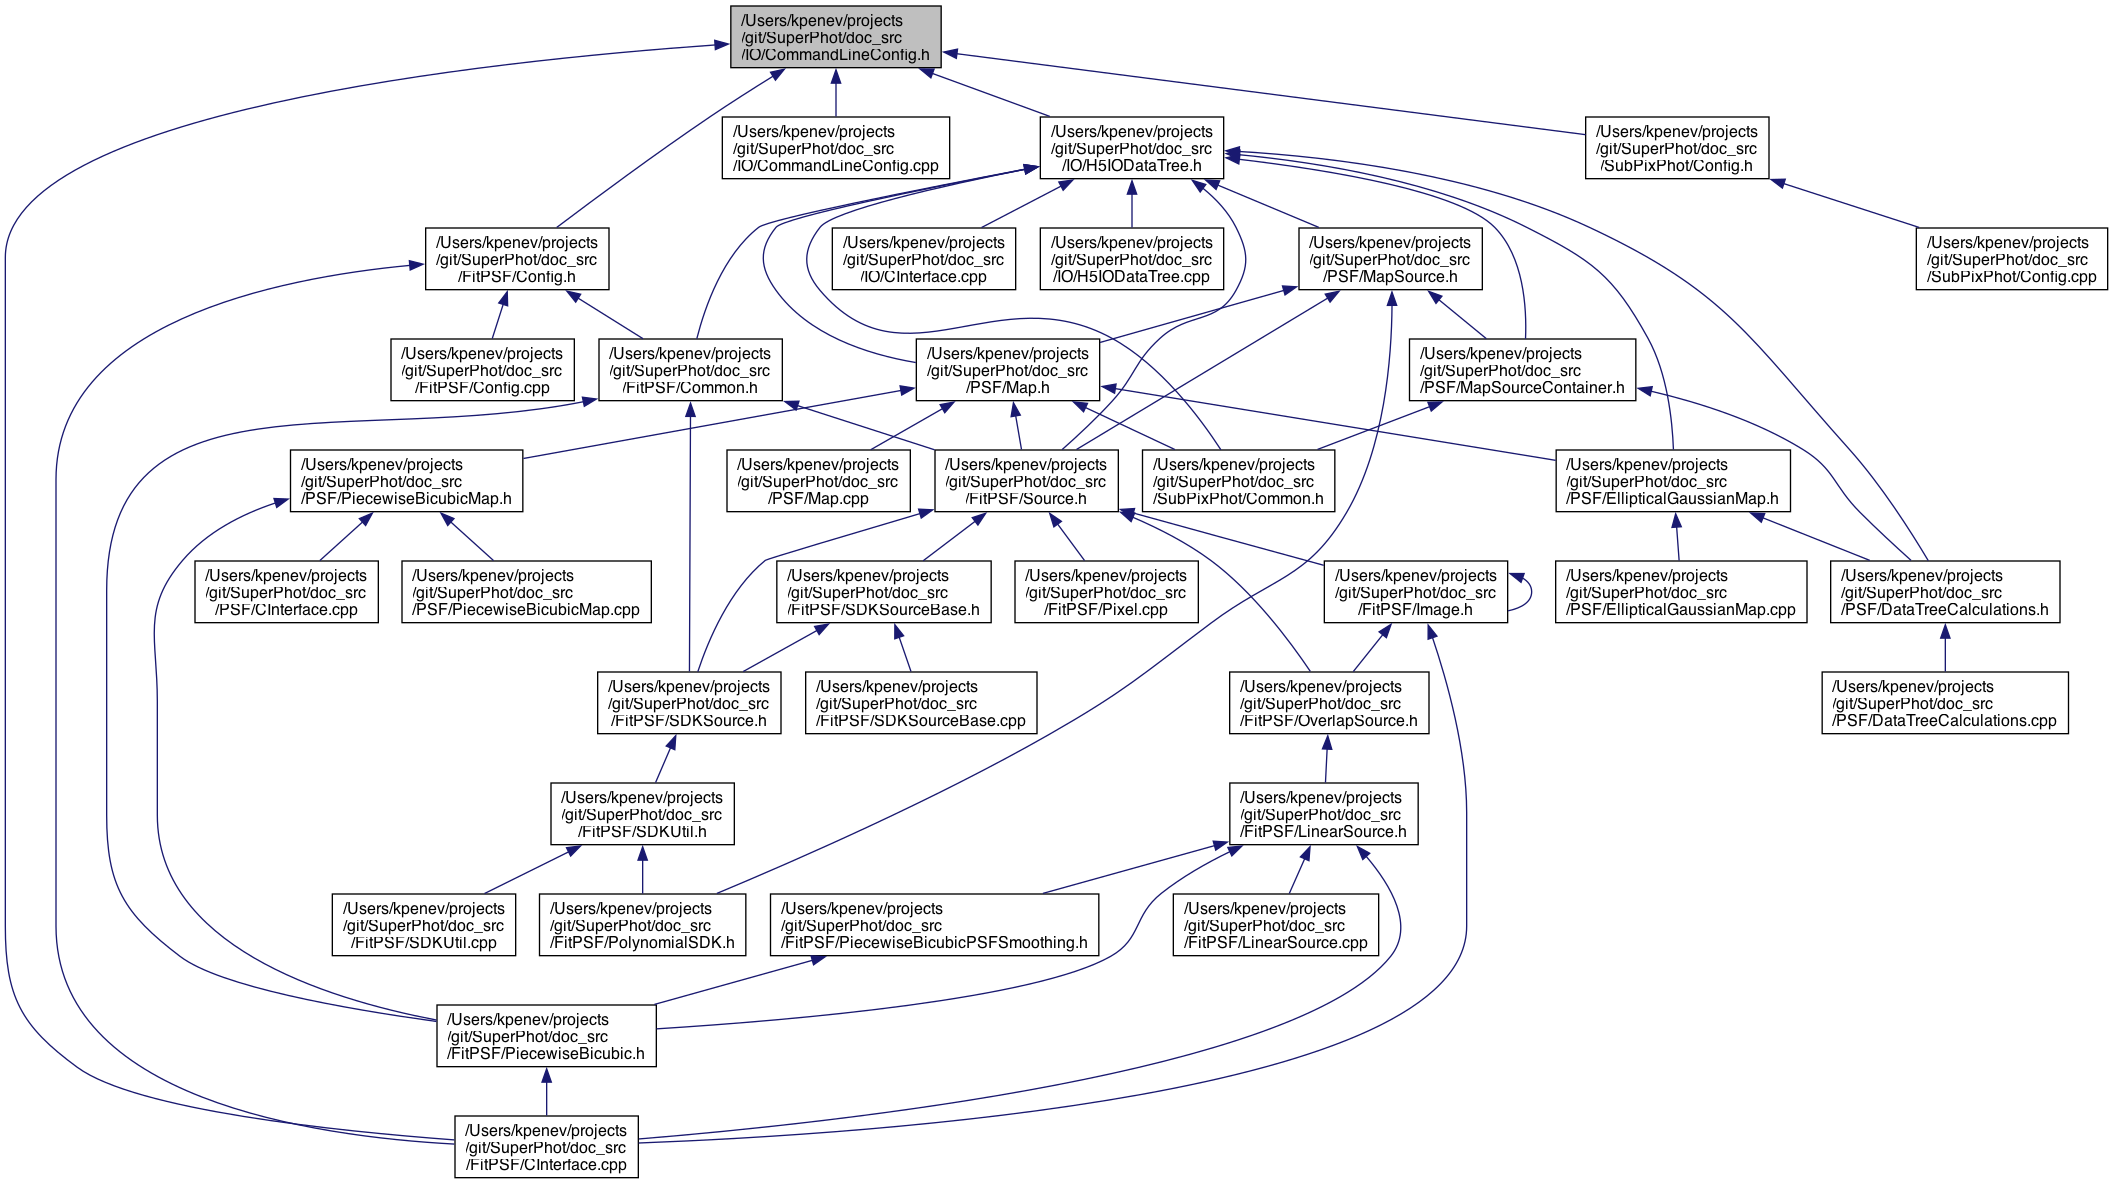 /Users/kpenev/projects
/git/SuperPhot/doc_src
/IO/CommandLineConfig.h
/Users/kpenev/projects
/git/SuperPhot/doc_src
/IO/CommandLineConfig.cpp
/Users/kpenev/projects
/git/SuperPhot/doc_src
/IO/H5IODataTree.h
/Users/kpenev/projects
/git/SuperPhot/doc_src
/SubPixPhot/Config.h
/Users/kpenev/projects
/git/SuperPhot/doc_src
/FitPSF/Config.h
/Users/kpenev/projects
/git/SuperPhot/doc_src
/IO/CInterface.cpp
/Users/kpenev/projects
/git/SuperPhot/doc_src
/IO/H5IODataTree.cpp
/Users/kpenev/projects
/git/SuperPhot/doc_src
/PSF/MapSource.h
/Users/kpenev/projects
/git/SuperPhot/doc_src
/SubPixPhot/Config.cpp
/Users/kpenev/projects
/git/SuperPhot/doc_src
/FitPSF/Config.cpp
/Users/kpenev/projects
/git/SuperPhot/doc_src
/FitPSF/Common.h
/Users/kpenev/projects
/git/SuperPhot/doc_src
/PSF/Map.h
/Users/kpenev/projects
/git/SuperPhot/doc_src
/PSF/MapSourceContainer.h
/Users/kpenev/projects
/git/SuperPhot/doc_src
/PSF/PiecewiseBicubicMap.h
/Users/kpenev/projects
/git/SuperPhot/doc_src
/PSF/Map.cpp
/Users/kpenev/projects
/git/SuperPhot/doc_src
/FitPSF/Source.h
/Users/kpenev/projects
/git/SuperPhot/doc_src
/SubPixPhot/Common.h
/Users/kpenev/projects
/git/SuperPhot/doc_src
/PSF/EllipticalGaussianMap.h
/Users/kpenev/projects
/git/SuperPhot/doc_src
/PSF/CInterface.cpp
/Users/kpenev/projects
/git/SuperPhot/doc_src
/PSF/PiecewiseBicubicMap.cpp
/Users/kpenev/projects
/git/SuperPhot/doc_src
/FitPSF/SDKSourceBase.h
/Users/kpenev/projects
/git/SuperPhot/doc_src
/FitPSF/Pixel.cpp
/Users/kpenev/projects
/git/SuperPhot/doc_src
/FitPSF/Image.h
/Users/kpenev/projects
/git/SuperPhot/doc_src
/PSF/EllipticalGaussianMap.cpp
/Users/kpenev/projects
/git/SuperPhot/doc_src
/PSF/DataTreeCalculations.h
/Users/kpenev/projects
/git/SuperPhot/doc_src
/FitPSF/SDKSource.h
/Users/kpenev/projects
/git/SuperPhot/doc_src
/FitPSF/SDKSourceBase.cpp
/Users/kpenev/projects
/git/SuperPhot/doc_src
/FitPSF/OverlapSource.h
/Users/kpenev/projects
/git/SuperPhot/doc_src
/PSF/DataTreeCalculations.cpp
/Users/kpenev/projects
/git/SuperPhot/doc_src
/FitPSF/SDKUtil.h
/Users/kpenev/projects
/git/SuperPhot/doc_src
/FitPSF/LinearSource.h
/Users/kpenev/projects
/git/SuperPhot/doc_src
/FitPSF/SDKUtil.cpp
/Users/kpenev/projects
/git/SuperPhot/doc_src
/FitPSF/PolynomialSDK.h
/Users/kpenev/projects
/git/SuperPhot/doc_src
/FitPSF/PiecewiseBicubicPSFSmoothing.h
/Users/kpenev/projects
/git/SuperPhot/doc_src
/FitPSF/LinearSource.cpp
/Users/kpenev/projects
/git/SuperPhot/doc_src
/FitPSF/PiecewiseBicubic.h
/Users/kpenev/projects
/git/SuperPhot/doc_src
/FitPSF/CInterface.cpp